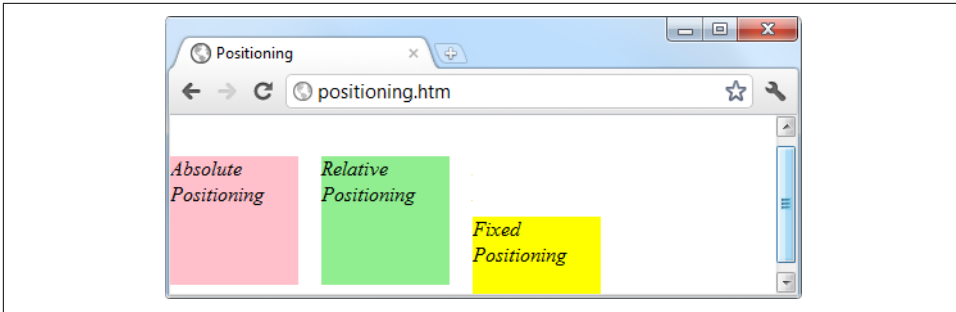 Positioning
positioning.htm
Absolute
Positioning
Relative
Positioning
Fixed
Positioning